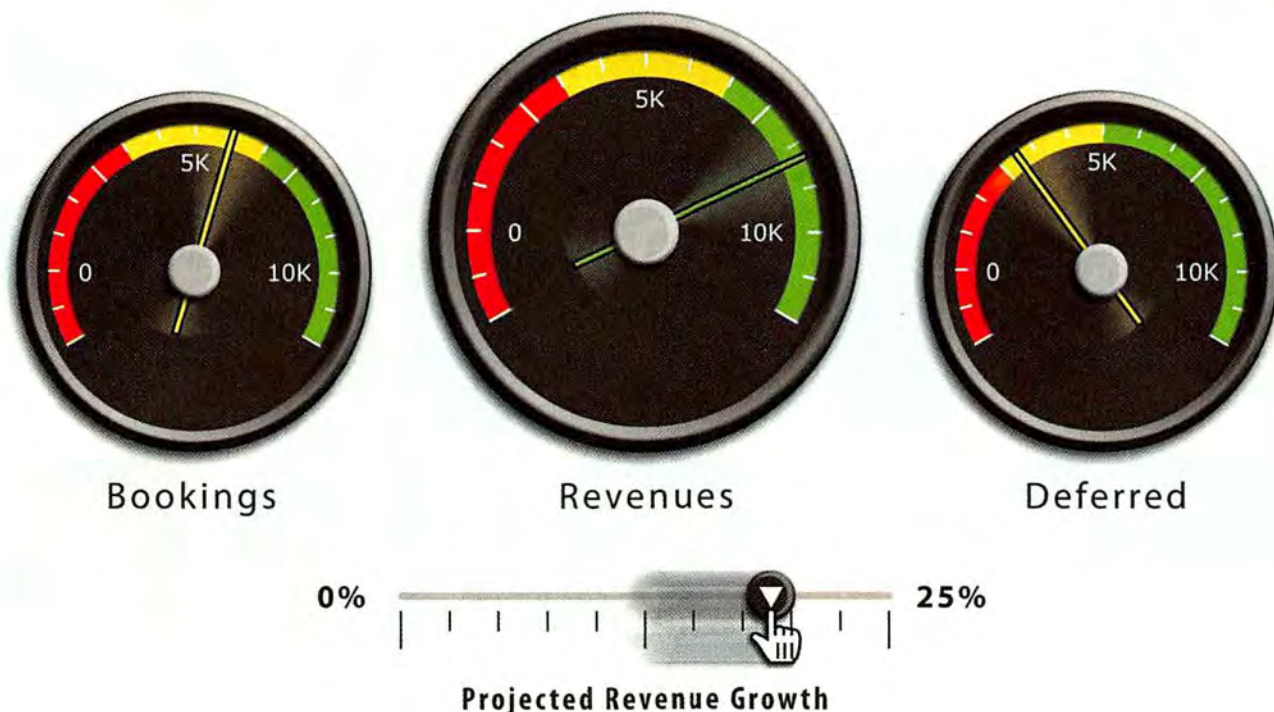 5K
0
10K
Bookings
5K
0
10K
Revenues
5K
0
10K
Deferred
0%
25%
Projected Revenue Growth